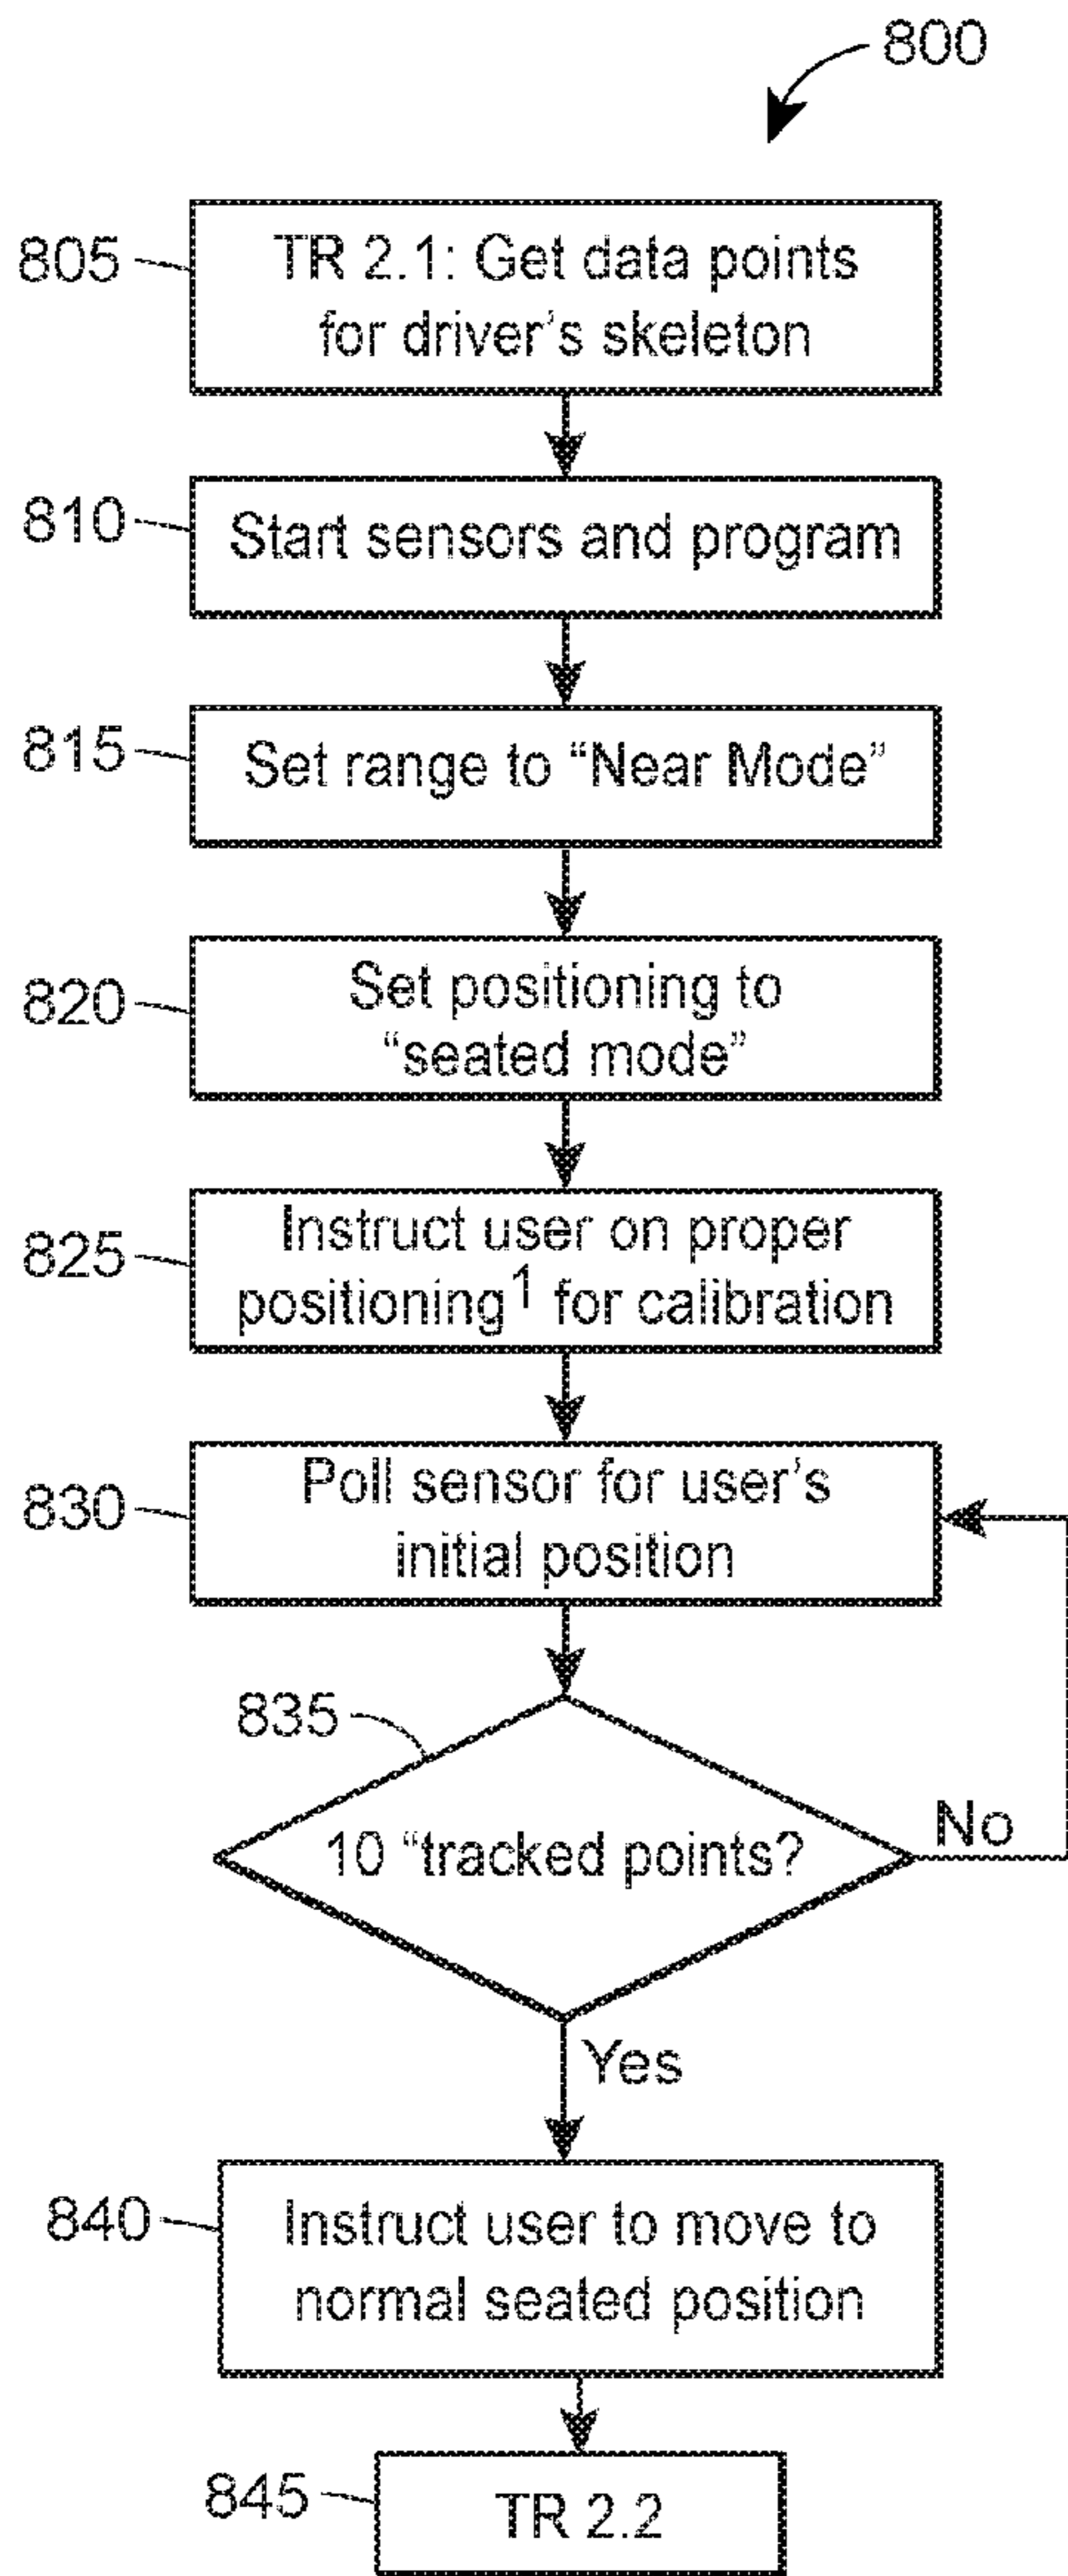 800
805
TR 2.1: Get data points
for driver's skeleton
810
Start sensors and program
815
Set range to “Near Mode”
820
Set positioning to
“seated mode”
825
Instruct user on proper
positioning1 for calibration
830
Poll sensor for user's
initial position
835
10 “tracked points?
No
Yes
840
Instruct user to move to
normal seated position
845
TR 2.2